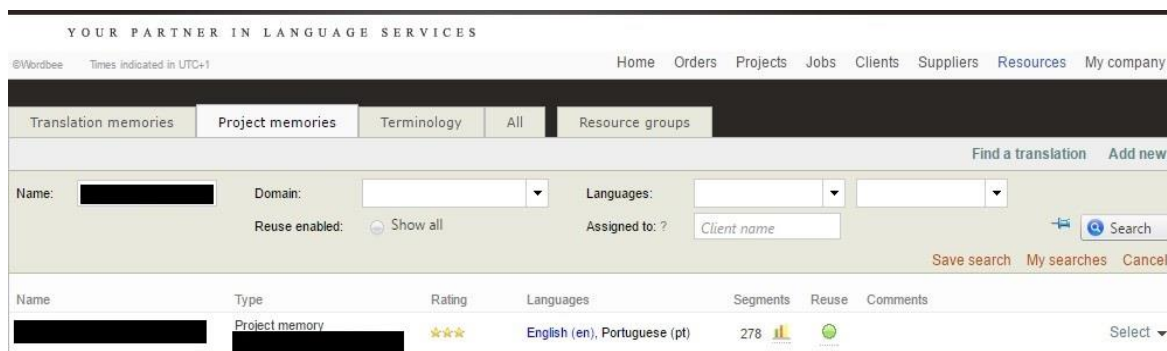 YOUR PARTNER IN LANGUAGE SERVICES
©Wordbee Times indicated in UTC+1 Home Orders Projects Jobs Clients Suppliers Resources My company
Translation memories Project memories Terminology All Resource groups
Find a translation Add new
Name: Domain: Languages:
Reuse enabled: Show all Assigned to: ? Client name Search
Save search My searches Cancel
Name Type Rating Languages Segments Reuse Comments
Project memory English (en), Portuguese (pt) 278 Select